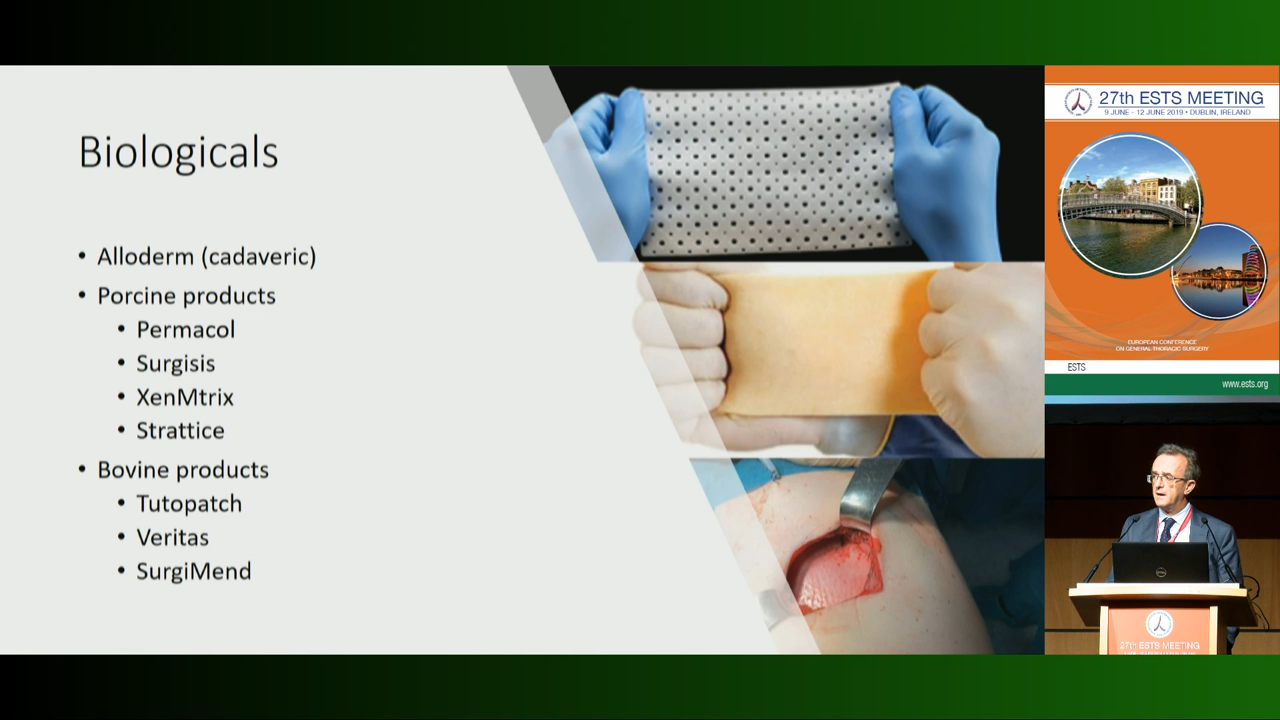 Biologicals
• Alloderm (cadaveric)
• Porcine products
• Permacol
• Surgisis
• XenMtrix
• Strattice
• Bovine products
• Tutopatch
• Veritas
• SurgiMend
27th ESTS MEETING
9 JUNE - 12 JUNE 2019 • DUBLIN, IRELAND
EUROPEAN CONFERENCE
ON GENERAL THORACIC SURGERY
ESTS
www.ests.org
DELL
27th ESTS MEETING